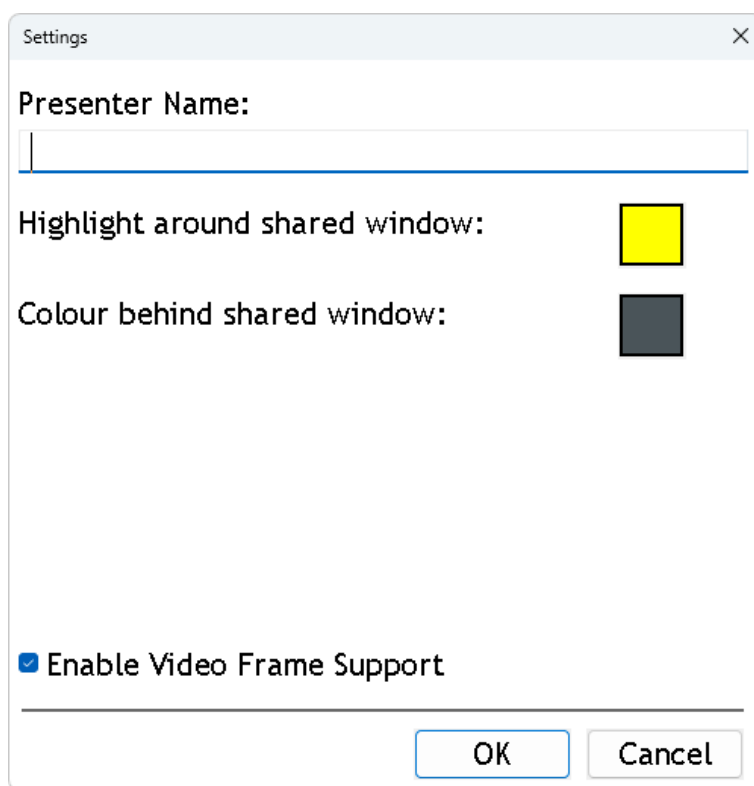 Settings
Presenter Name:
Highlight around shared window:
Colour behind shared window:
Enable Video Frame Support
OK Cancel